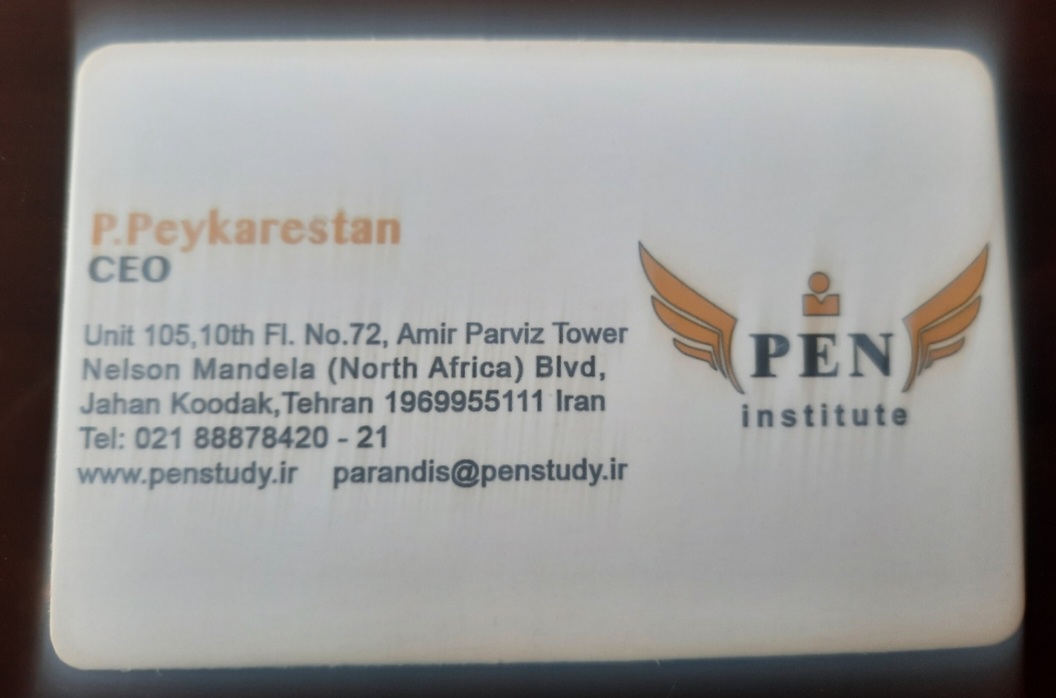 P.Peykarestan
CEO
Unit 105,10th Fl. No.72, Amir Parviz Tower
Nelson Mandela (North Africa) Blvd,
Jahan Koodak,Tehran 1969955111 Iran
Tel: 021 88878420 - 21
www.penstudy.ir parandis@penstudy.ir
PEN
institute